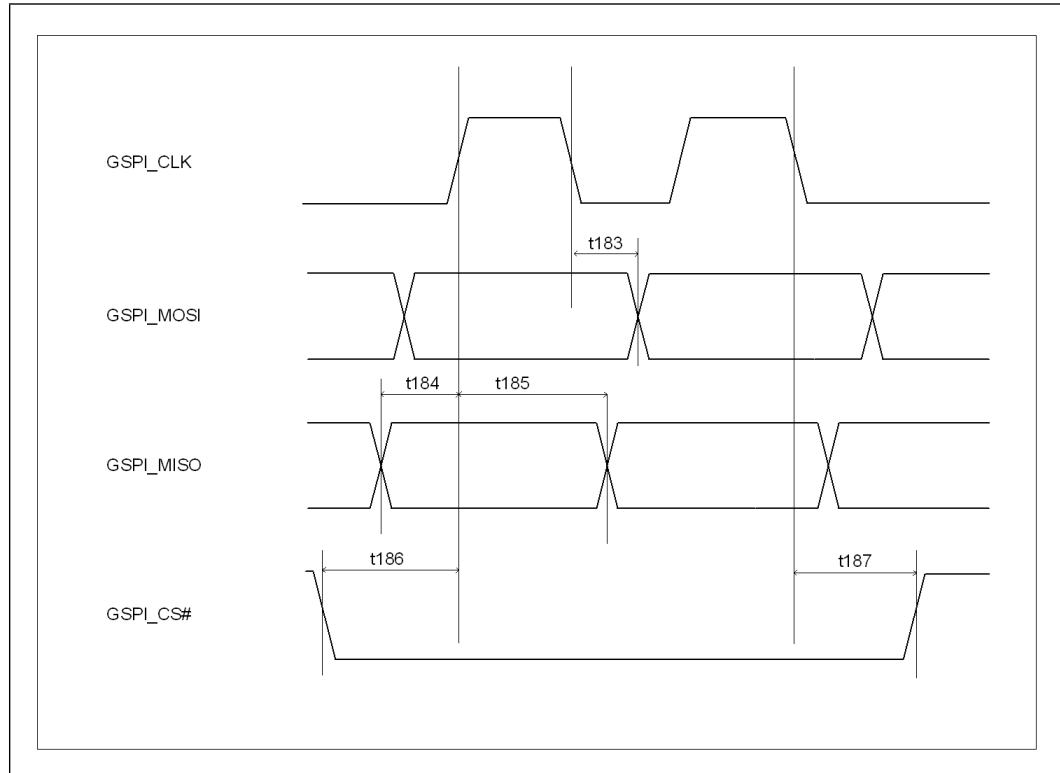 GSPI_CLK
t183
GSPI_MOSI
t184 t185
GSPI_MISO
t186 t187
GSPI_CS#